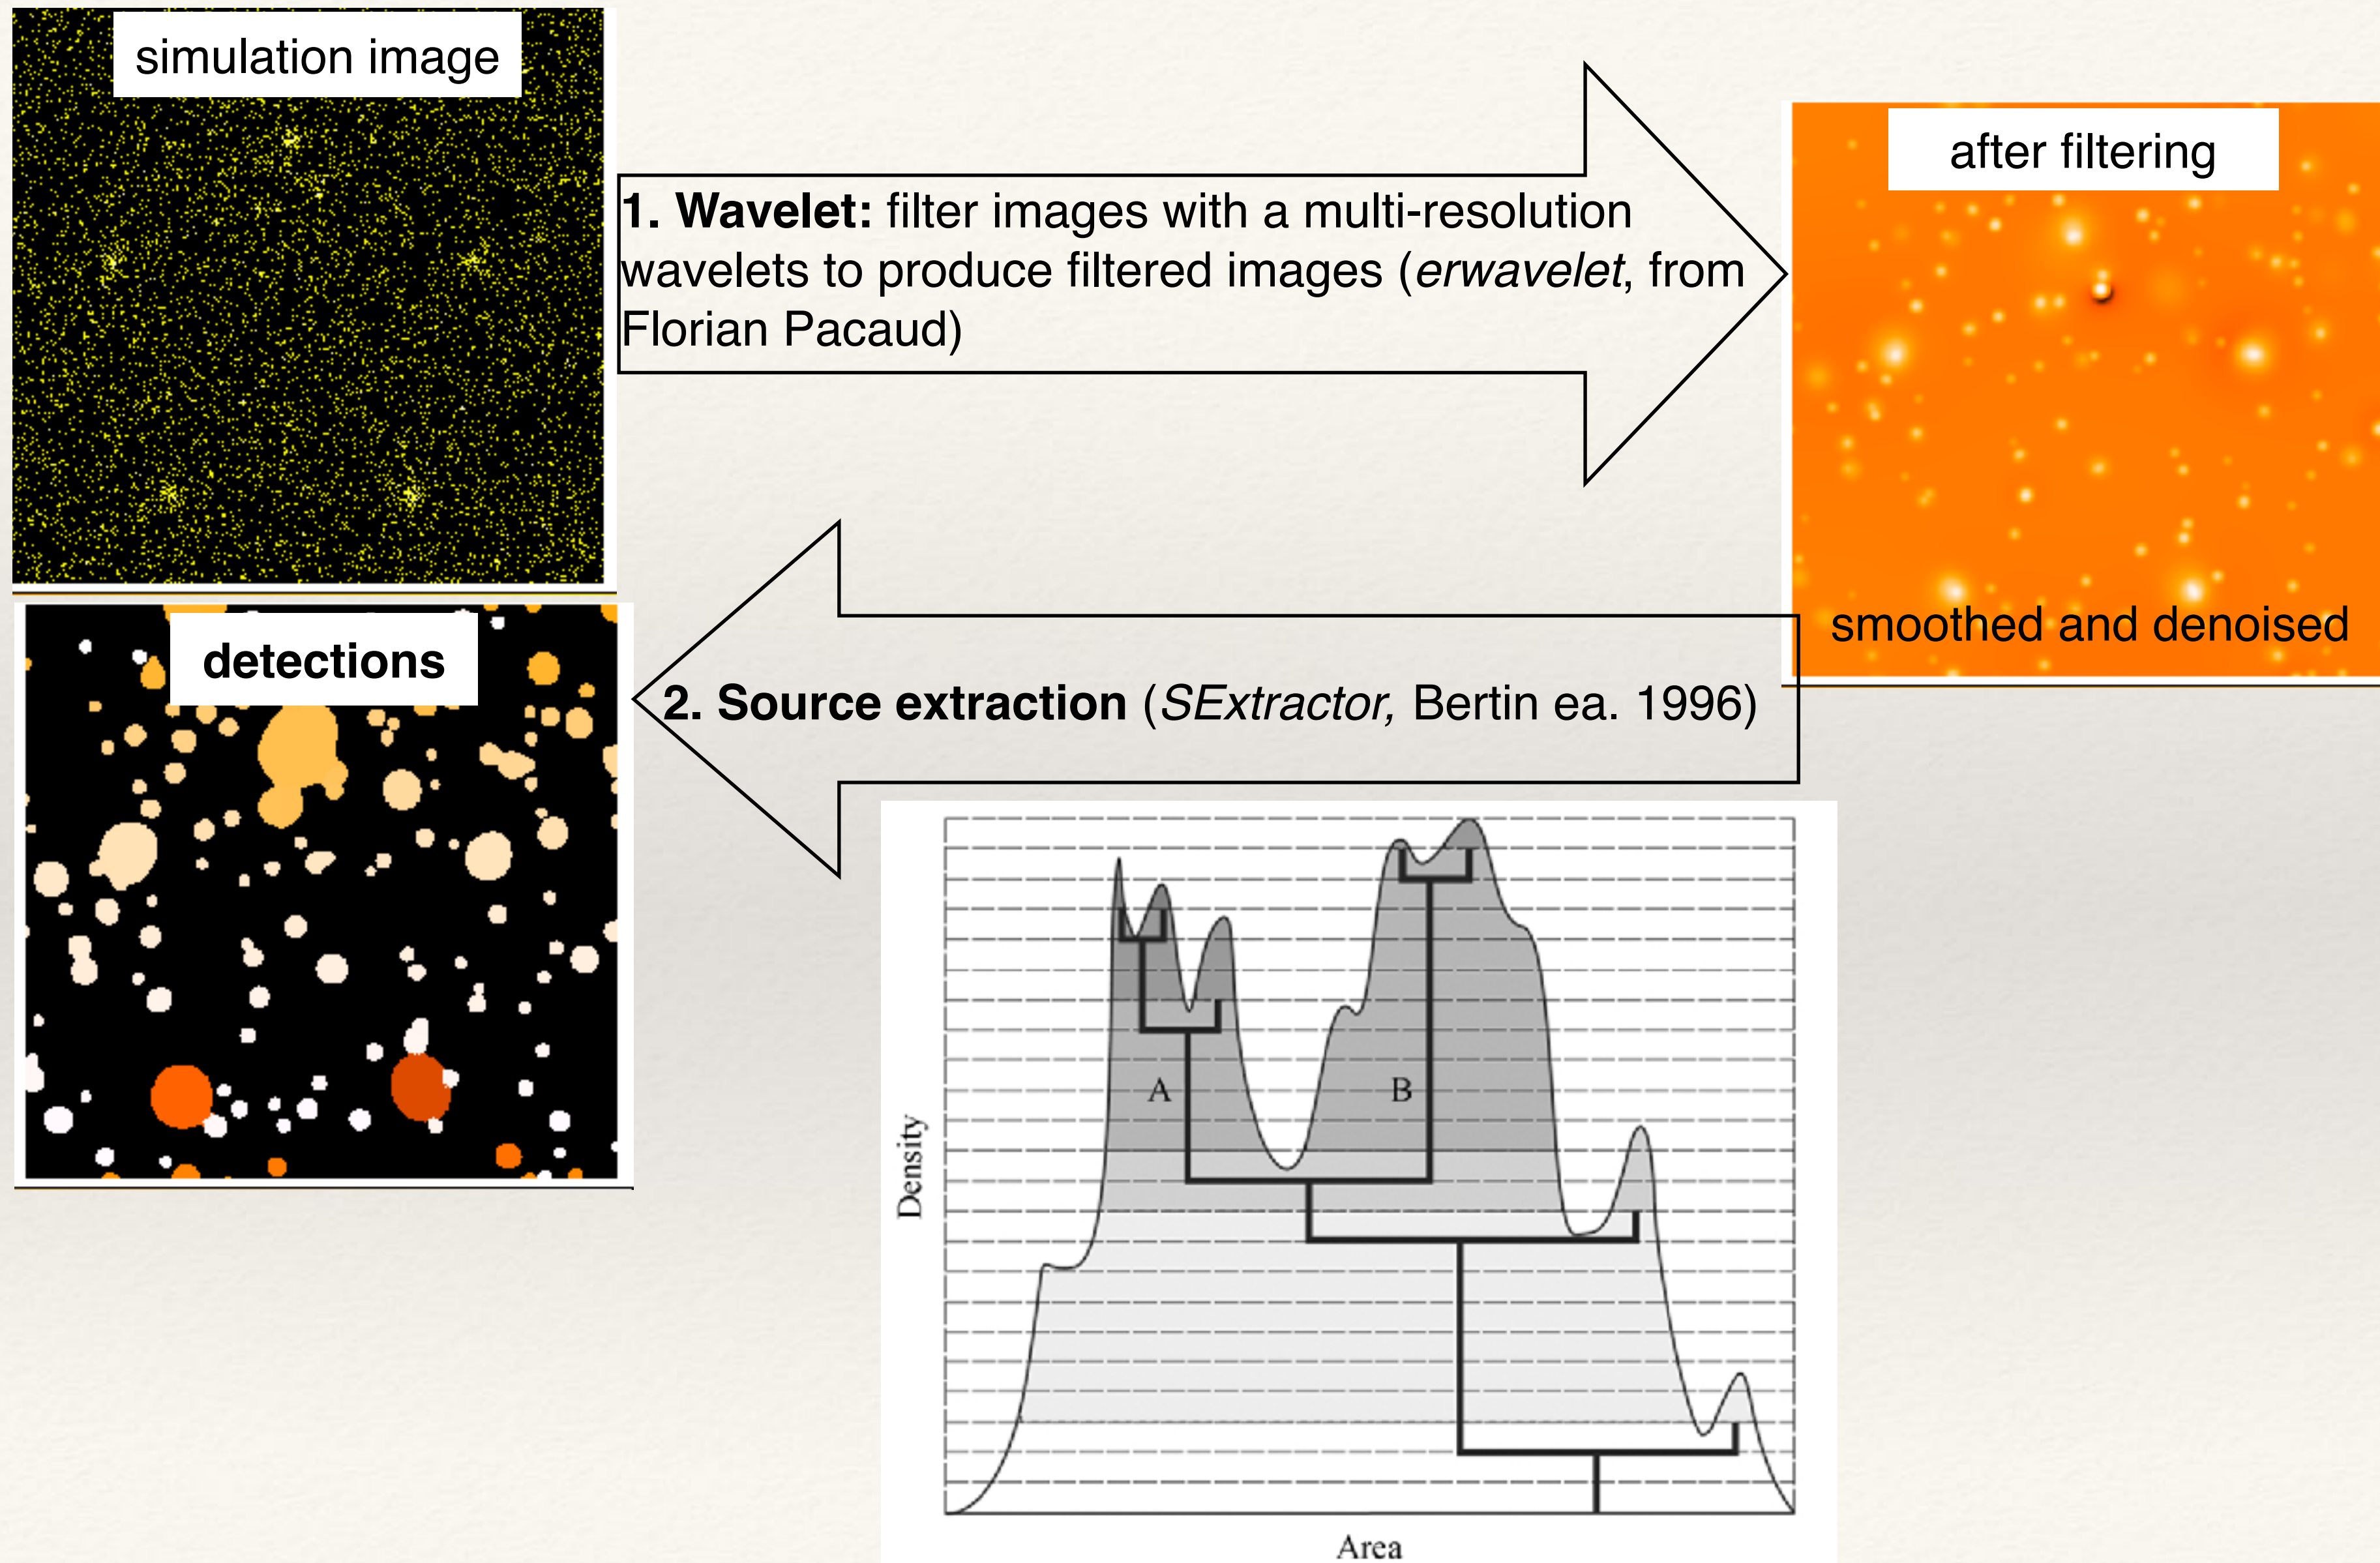 simulation image
1. Wavelet: filter images with a multi-resolution
wavelets to produce filtered images (erwavelet, from
Florian Pacaud)
after filtering
smoothed and denoised
2. Source extraction (SExtractor, Bertin ea. 1996)
detections
A
B
Density
Area